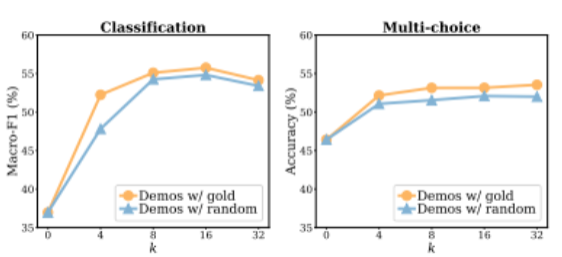 Classification
Macro-F1 (%)
60
55
50
45
40
35
Demos w/ gold
Demos w/ random
0 4 8 16 32
k
Multi-choice
Accuracy (%)
60
55
50
45
40
35
Demos w/ gold
Demos w/ random
0 4 8 16 32
k